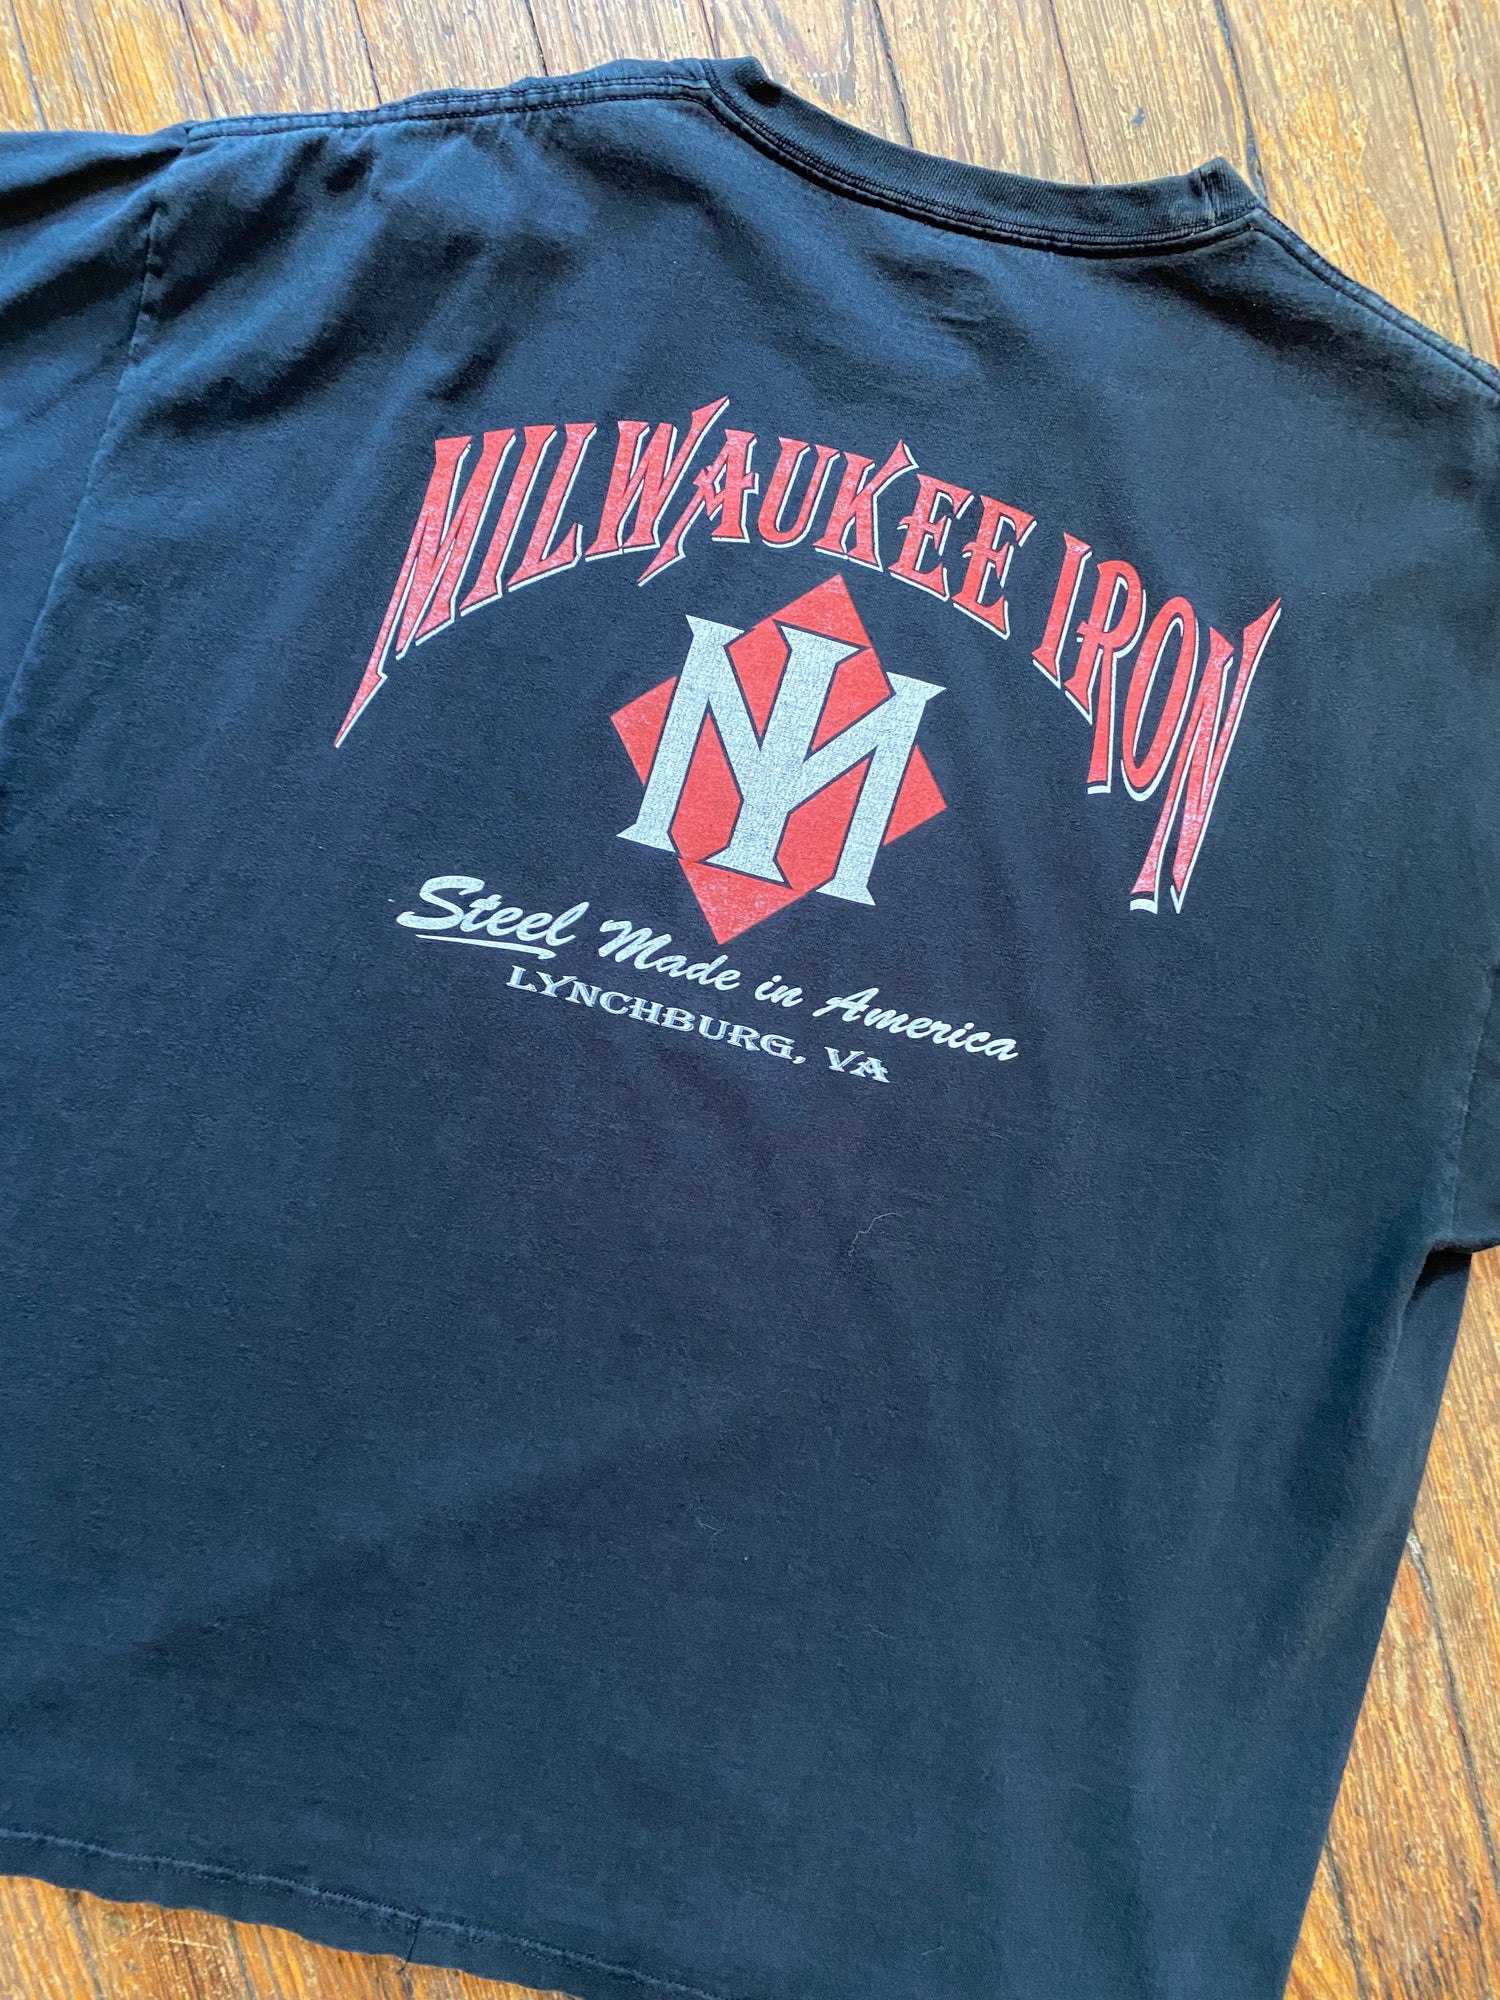 MILWAUKEE IRON
MI
Steel Made in America
LYNCHBURG, VA